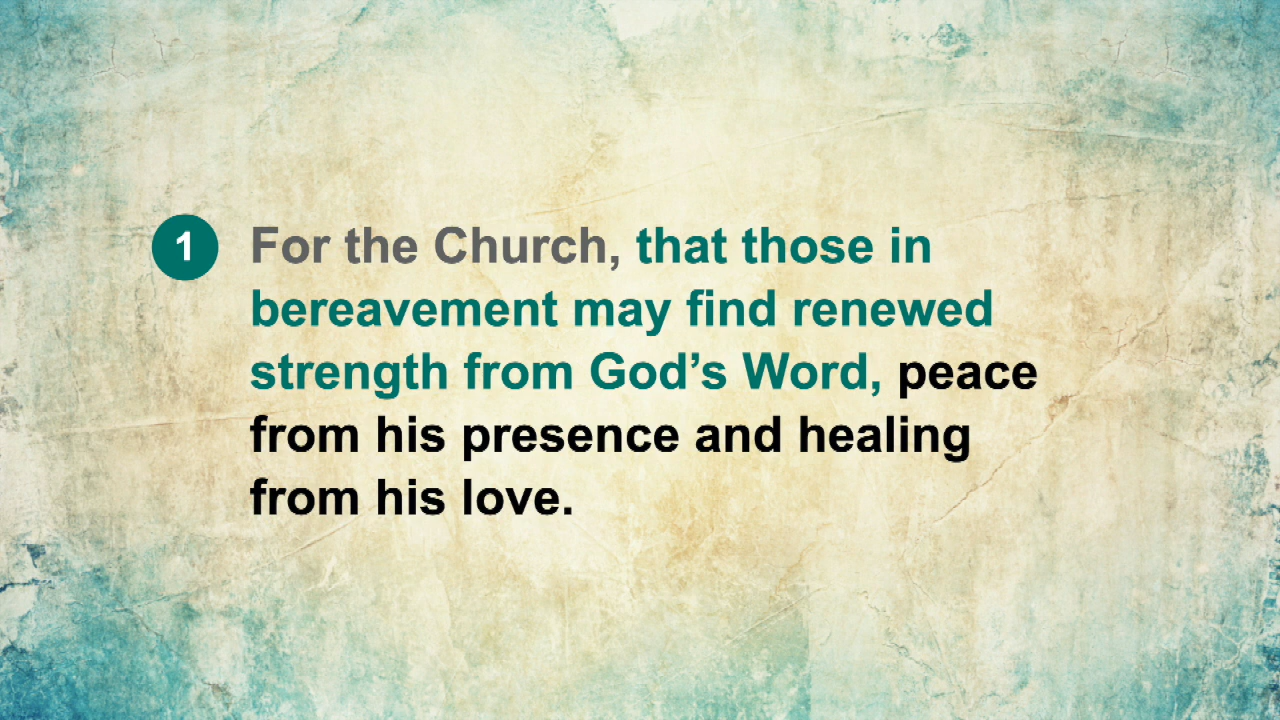 1 For the Church, that those in
bereavement may find renewed
strength from God’s Word, peace
from his presence and healing
from his love.